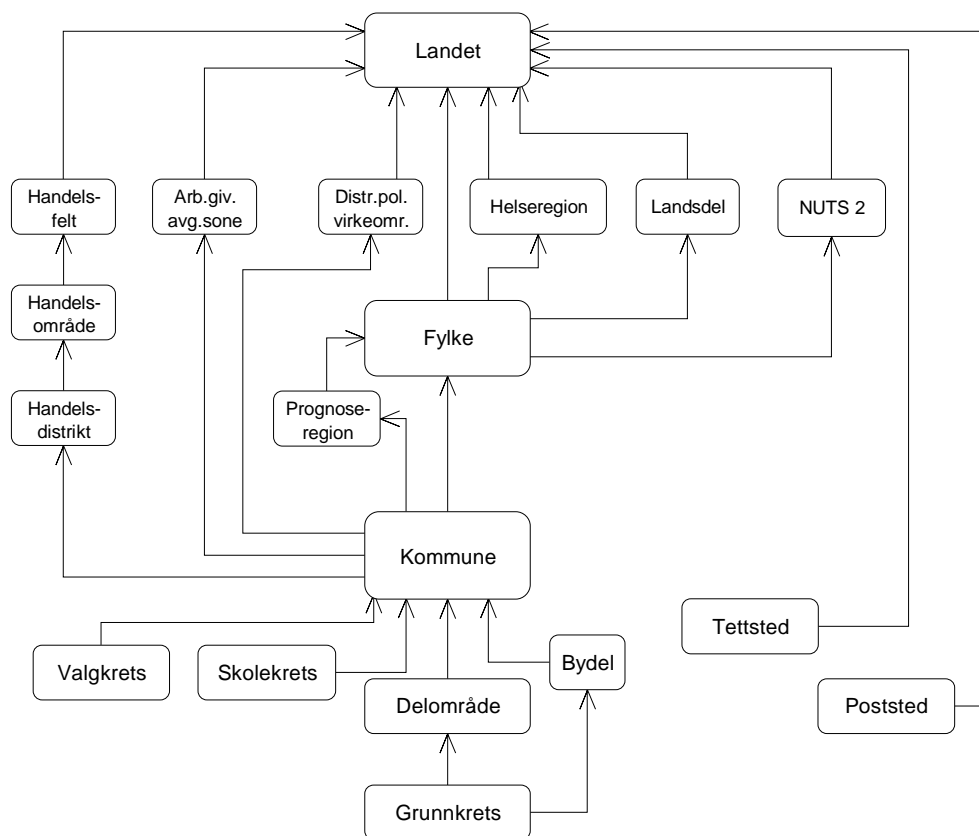 Landet
Handels-
felt
Arb.giv.
avg.sone
Distr.pol.
virkeomr.
Helseregion
Landsdel
NUTS 2
Handels-
område
Fylke
Handels-
distrikt
Prognose-
region
Kommune
Tettsted
Valgkrets
Skolekrets
Bydel
Delområde
Poststed
Grunnkrets